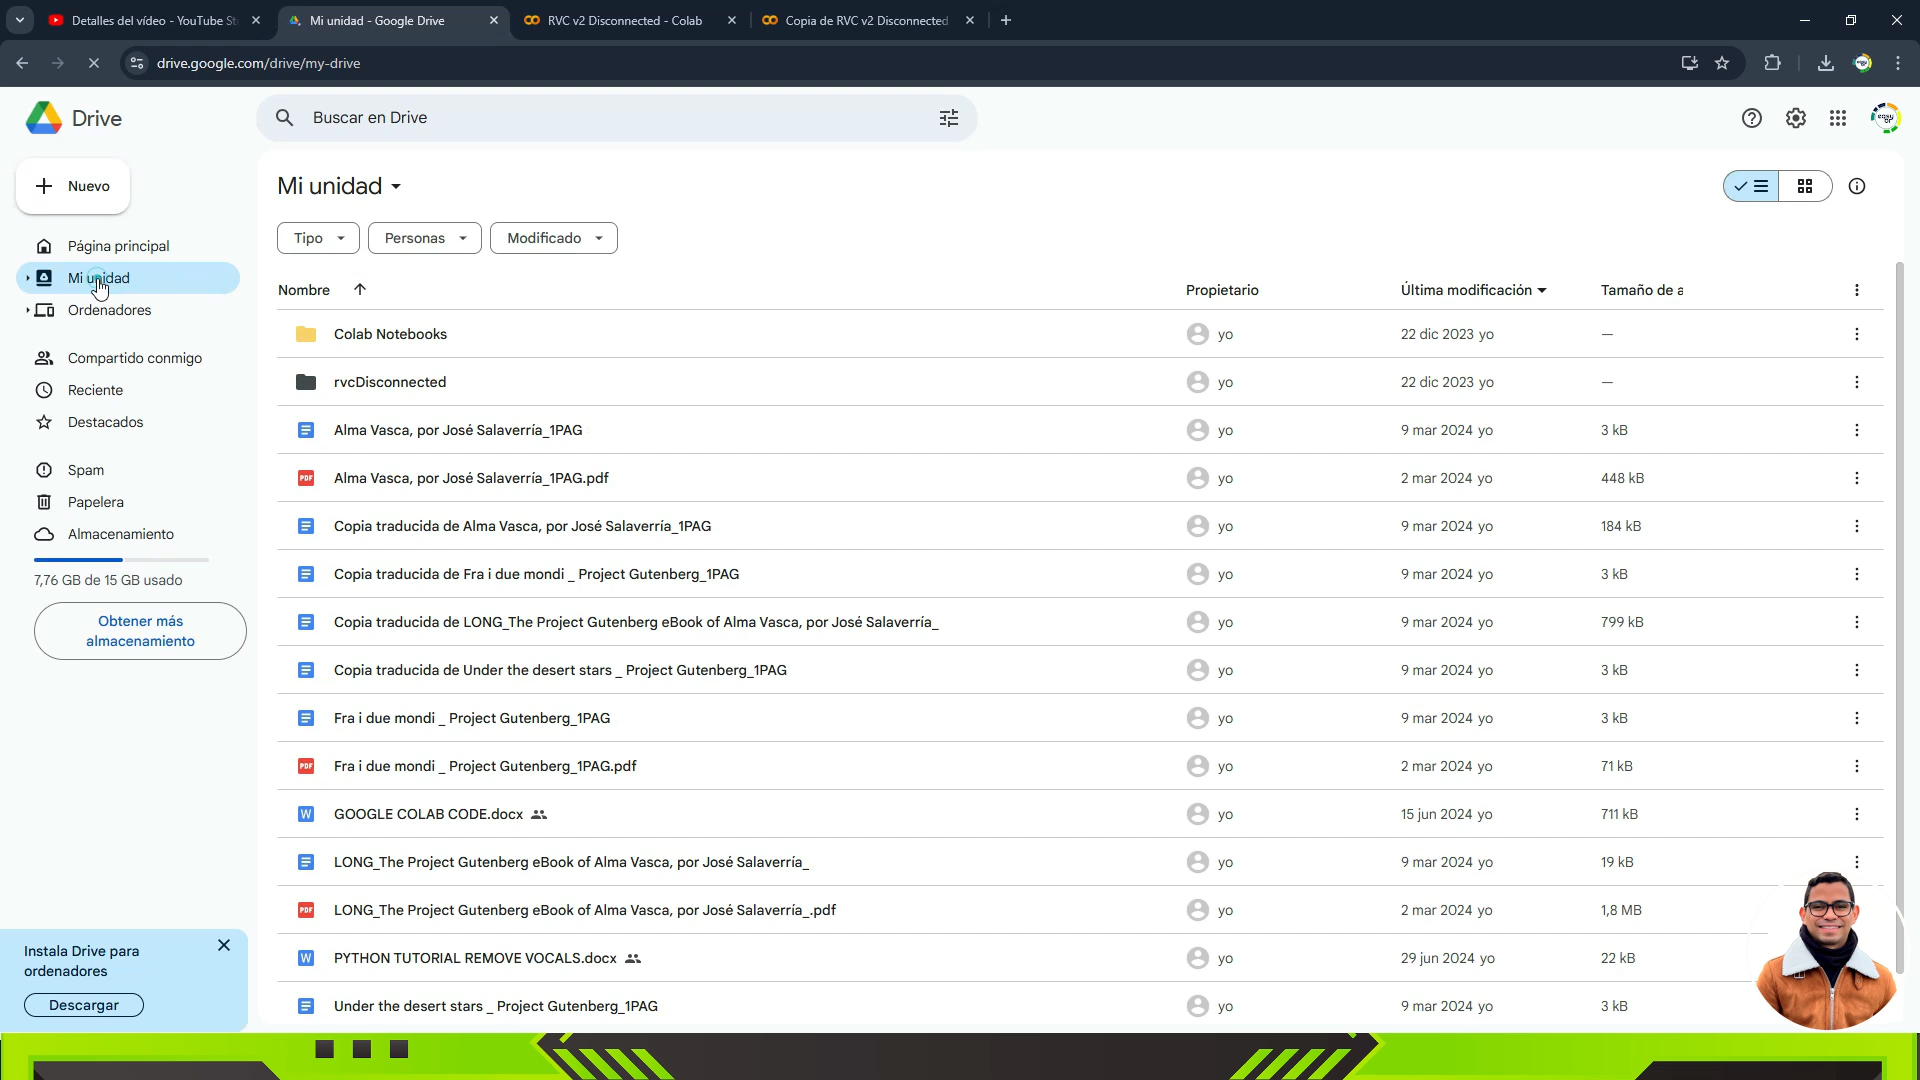 Detalles del vídeo - YouTube St
Mi unidad - Google Drive
RVC v2 Disconnected - Colab
Copia de RVC v2 Disconnected
drive.google.com/drive/my-drive
Drive
Buscar en Drive
Nuevo
Página principal
Mi unidad
Ordenadores
Compartido conmigo
Reciente
Destacados
Spam
Papelera
Almacenamiento
7,76 GB de 15 GB usado
Obtener más
almacenamiento
Instala Drive para
ordenadores
Descargar
Mi unidad
Tipo Personas Modificado
Nombre Propietario Última modificación Tamaño de a
Colab Notebooks yo 22 dic 2023 yo —
rvcDisconnected yo 22 dic 2023 yo —
Alma Vasca, por José Salaverría_1PAG yo 9 mar 2024 yo 3 kB
PDF Alma Vasca, por José Salaverría_1PAG.pdf yo 2 mar 2024 yo 448 kB
Copia traducida de Alma Vasca, por José Salaverría_1PAG yo 9 mar 2024 yo 184 kB
Copia traducida de Fra i due mondi _ Project Gutenberg_1PAG yo 9 mar 2024 yo 3 kB
Copia traducida de LONG_The Project Gutenberg eBook of Alma Vasca, por José Salaverría_ yo 9 mar 2024 yo 799 kB
Copia traducida de Under the desert stars _ Project Gutenberg_1PAG yo 9 mar 2024 yo 3 kB
Fra i due mondi _ Project Gutenberg_1PAG yo 9 mar 2024 yo 3 kB
PDF Fra i due mondi _ Project Gutenberg_1PAG.pdf yo 2 mar 2024 yo 71 kB
W GOOGLE COLAB CODE.docx yo 15 jun 2024 yo 711 kB
LONG_The Project Gutenberg eBook of Alma Vasca, por José Salaverría_ yo 9 mar 2024 yo 19 kB
PDF LONG_The Project Gutenberg eBook of Alma Vasca, por José Salaverría_.pdf yo 2 mar 2024 yo 1,8 MB
W PYTHON TUTORIAL REMOVE VOCALS.docx yo 29 jun 2024 yo 22 kB
Under the desert stars _ Project Gutenberg_1PAG yo 9 mar 2024 yo 3 kB